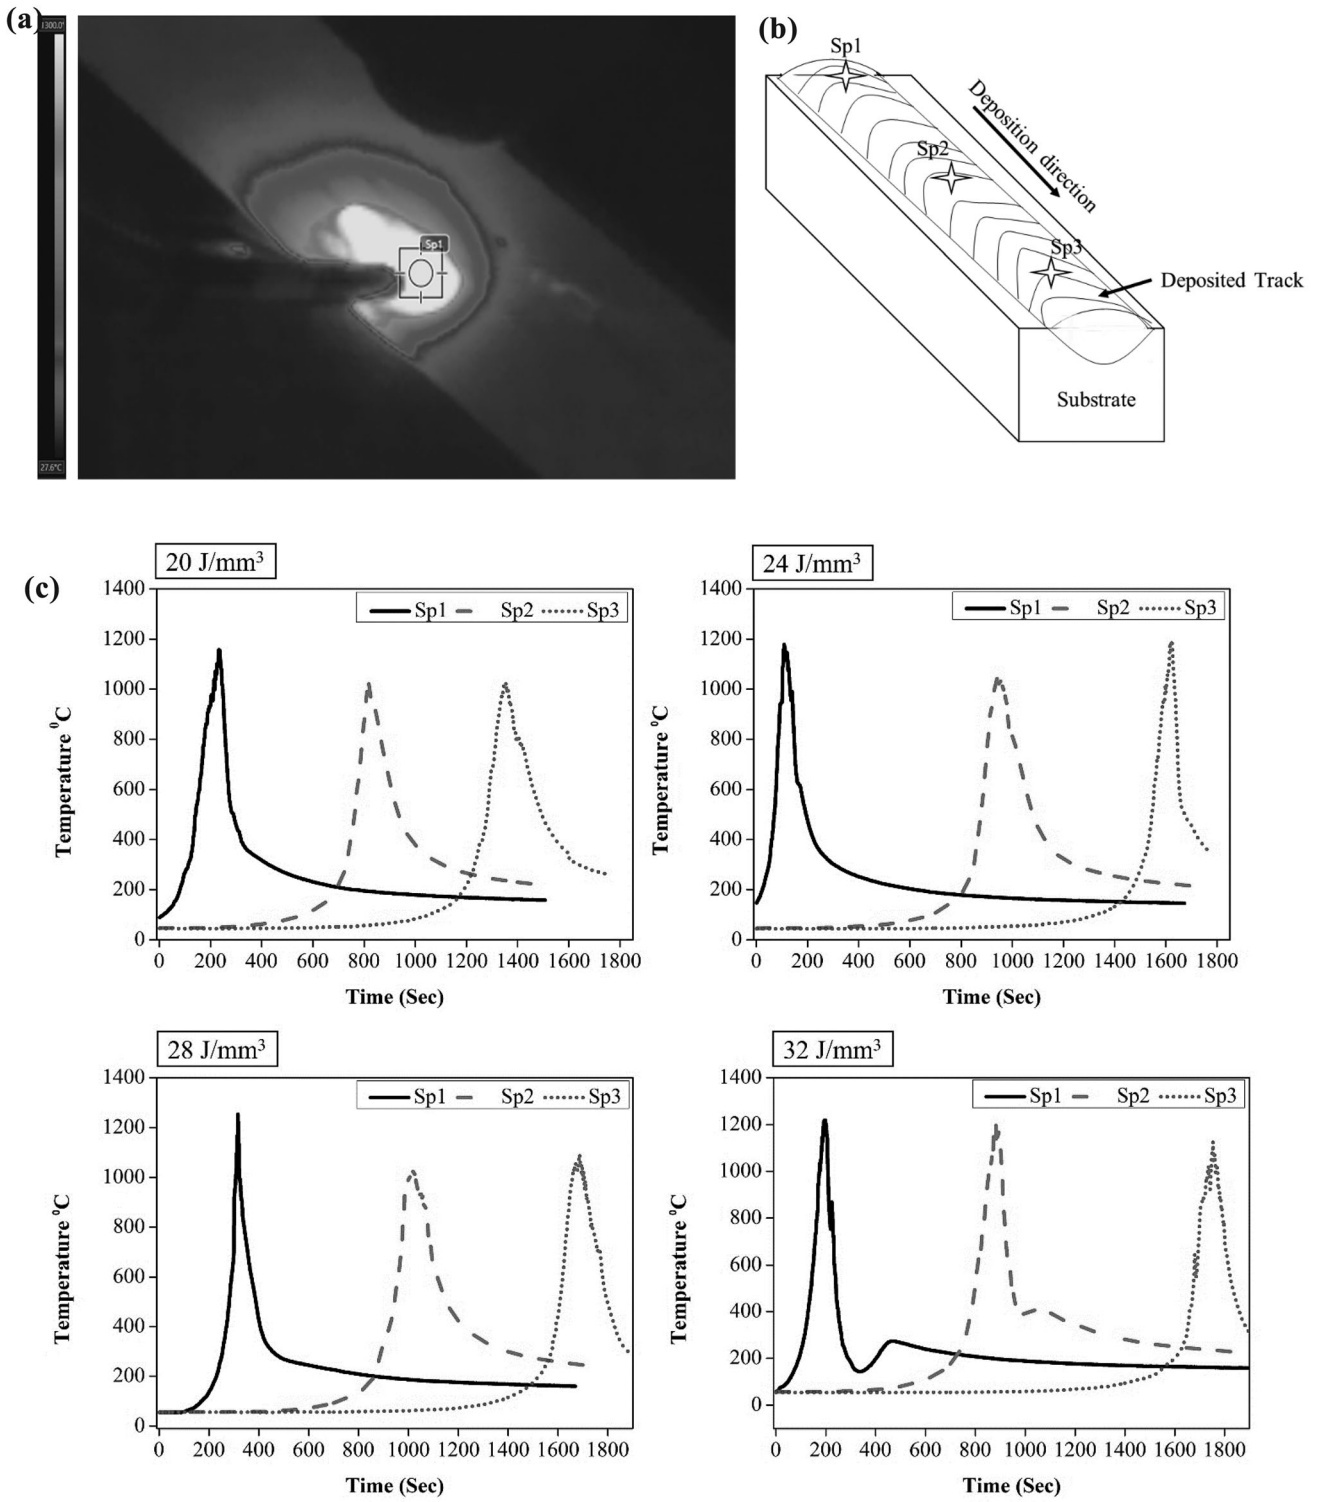 (a)
1300.0°
Sp1
27.6°C
(b)
Sp1
Sp2
Sp3
Deposition direction
Deposited Track
Substrate
(c)
20 J/mm³
1400
1200
1000
800
600
400
200
0
Temperature ⁰C
Sp1 Sp2 Sp3
0 200 400 600 800 1000 1200 1400 1600 1800
Time (Sec)
24 J/mm³
1400
1200
1000
800
600
400
200
0
Temperature ⁰C
Sp1 Sp2 Sp3
0 200 400 600 800 1000 1200 1400 1600 1800
Time (Sec)
28 J/mm³
1400
1200
1000
800
600
400
200
0
Temperature ⁰C
Sp1 Sp2 Sp3
0 200 400 600 800 1000 1200 1400 1600 1800
Time (Sec)
32 J/mm³
1400
1200
1000
800
600
400
200
0
Temperature ⁰C
Sp1 Sp2 Sp3
0 200 400 600 800 1000 1200 1400 1600 1800
Time (Sec)